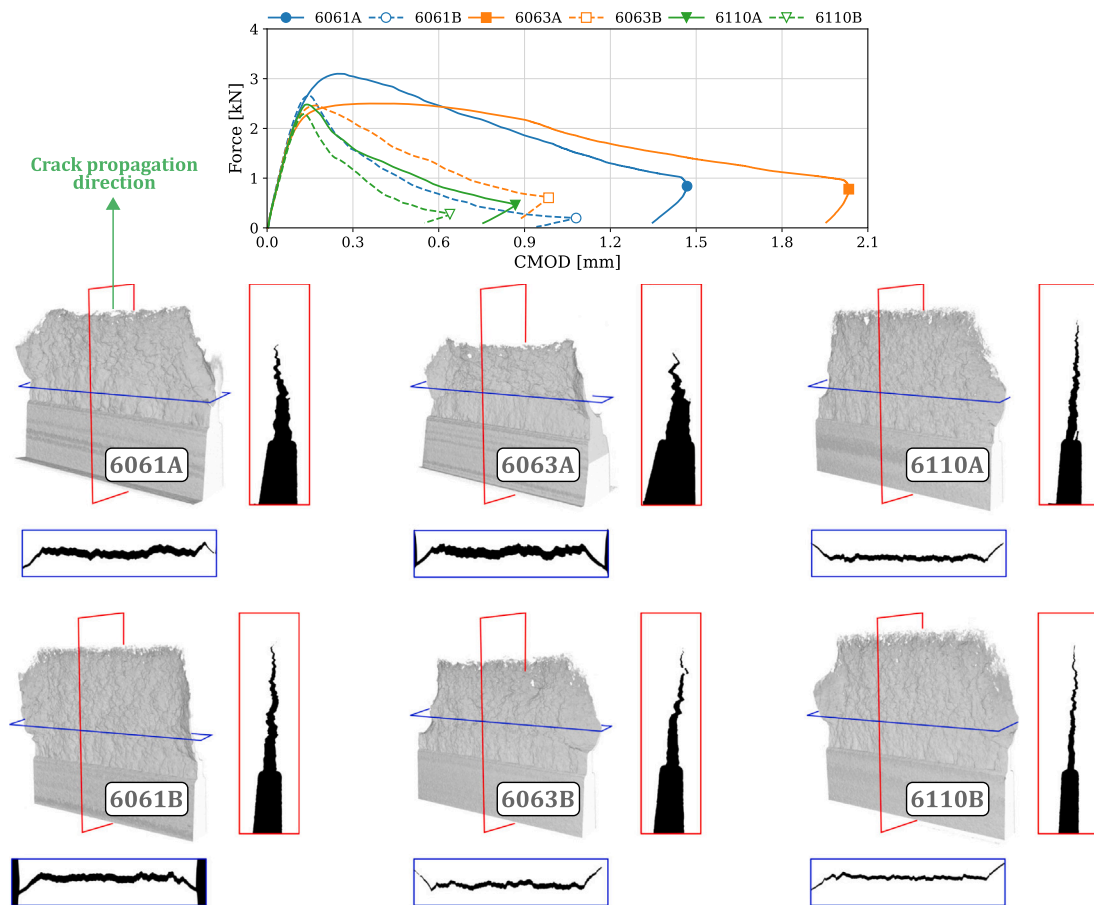 6061A 6061B 6063A 6063B 6110A 6110B
4
3
2
1
0
Force [kN]
0.0 0.3 0.6 0.9 1.2 1.5 1.8 2.1
CMOD [mm]
Crack propagation
direction
6061A
6063A
6110A
6061B
6063B
6110B